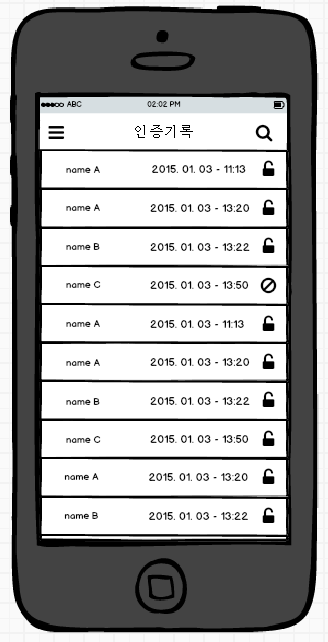 ABC 02:02 PM
인증기록
name A 2015. 01. 03 - 11:13
name A 2015. 01. 03 - 13:20
name B 2015. 01. 03 - 13:22
name C 2015. 01. 03 - 13:50
name A 2015. 01. 03 - 11:13
name A 2015. 01. 03 - 13:20
name B 2015. 01. 03 - 13:22
name C 2015. 01. 03 - 13:50
name A 2015. 01. 03 - 13:20
name B 2015. 01. 03 - 13:22